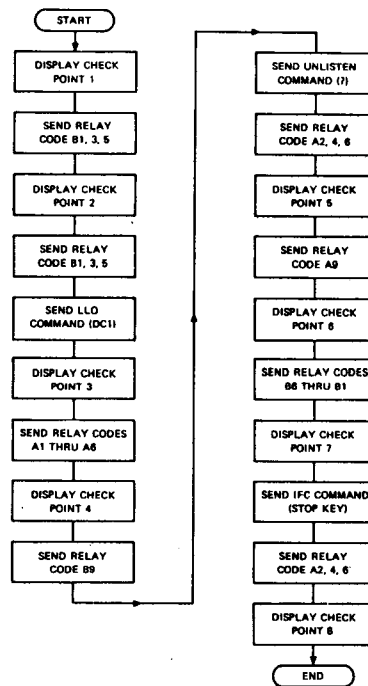 START
DISPLAY CHECK
POINT 1
SEND RELAY
CODE B1, 3, 5
DISPLAY CHECK
POINT 2
SEND RELAY
CODE B1, 3, 5
SEND LLO
COMMAND (DC1)
DISPLAY CHECK
POINT 3
SEND RELAY CODES
A1 THRU A6
DISPLAY CHECK
POINT 4
SEND RELAY
CODE B9
SEND UNLISTEN
COMMAND (?)
SEND RELAY
CODE A2, 4, 6
DISPLAY CHECK
POINT 5
SEND RELAY
CODE A9
DISPLAY CHECK
POINT 6
SEND RELAY CODES
B6 THRU B1
DISPLAY CHECK
POINT 7
SEND IFC COMMAND
(STOP KEY)
SEND RELAY
CODE A2, 4, 6
DISPLAY CHECK
POINT 8
END